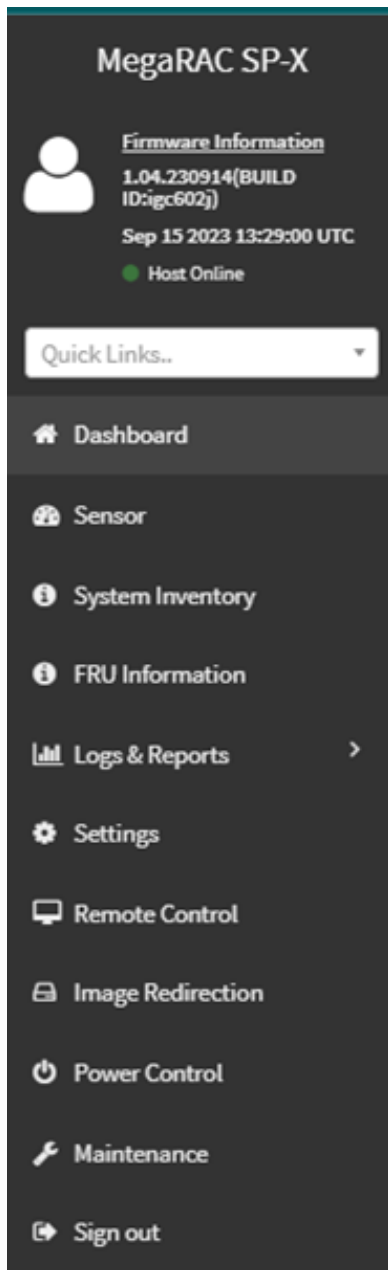 MegaRAC SP-X
Firmware Information
1.04.230914(BUILD
ID:igc602j)
Sep 15 2023 13:29:00 UTC
Host Online
Quick Links..
Dashboard
Sensor
System Inventory
FRU Information
Logs & Reports
Settings
Remote Control
Image Redirection
Power Control
Maintenance
Sign out